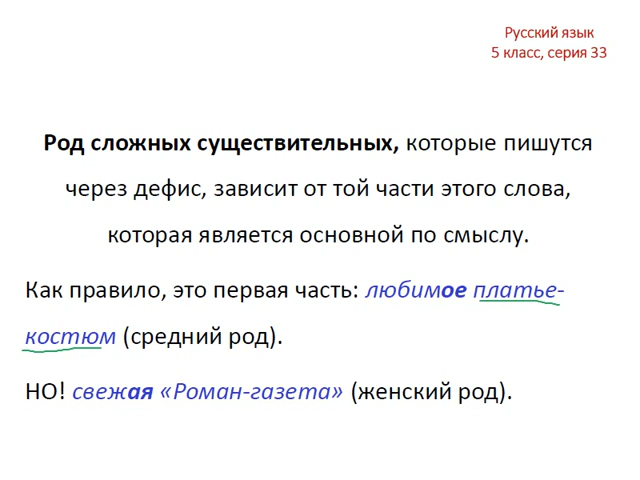 Русский язык
5 класс, серия 33
Род сложных существительных, которые пишутся
через дефис, зависит от той части этого слова,
которая является основной по смыслу.
Как правило, это первая часть: любимое платье-
костюм (средний род).
НО! свежая «Роман-газета» (женский род).